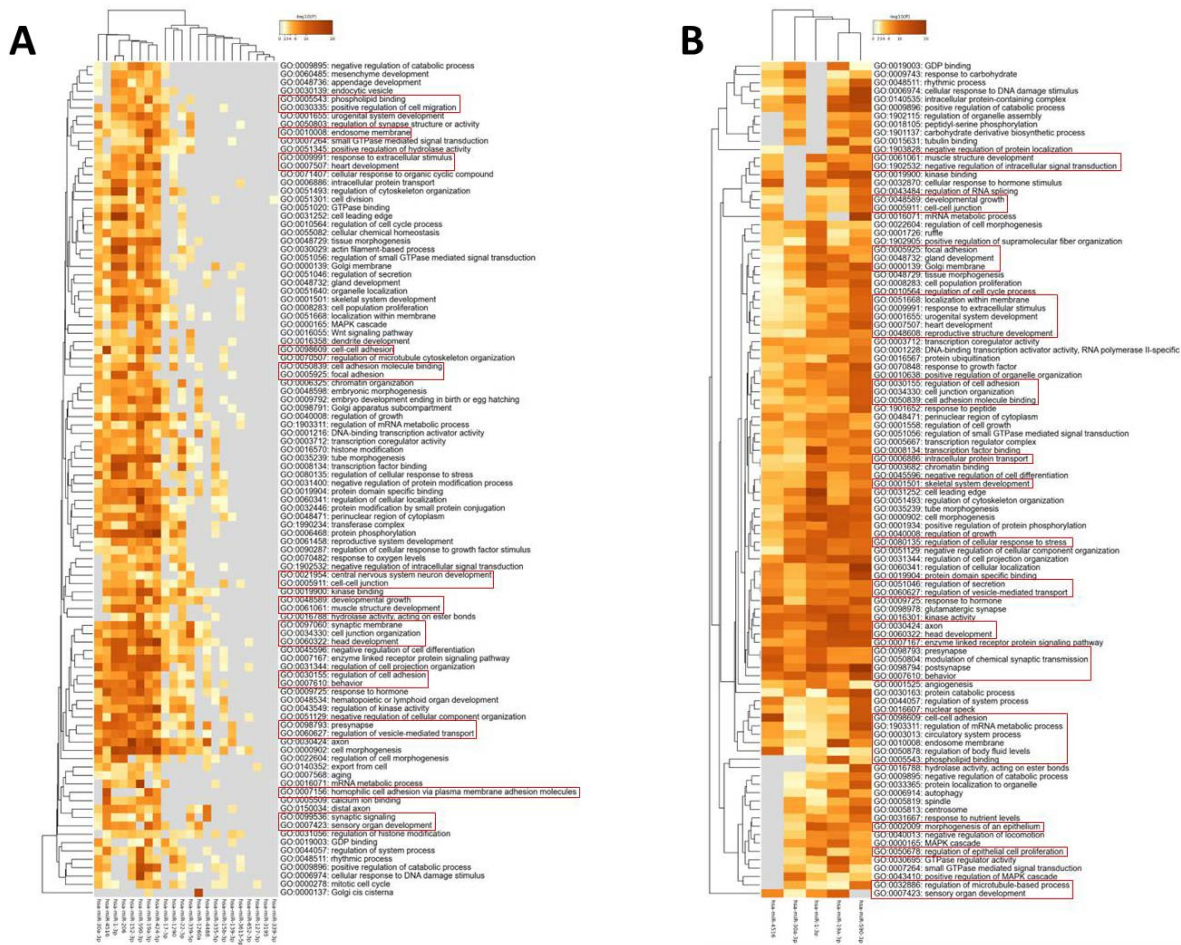 A
-log10(P)
GO:0009895: negative regulation of catabolic process
GO:0060485: mesenchyme development
GO:0048736: appendage development
GO:0030139: endocytic vesicle
GO:0005543: phospholipid binding
GO:0030335: positive regulation of cell migration
GO:0001655: urogenital system development
GO:0050803: regulation of synapse structure or activity
GO:0010008: endosome membrane
GO:0007264: small GTPase mediated signal transduction
GO:0051345: positive regulation of hydrolase activity
GO:0009991: response to extracellular stimulus
GO:0007507: heart development
GO:0071407: cellular response to organic cyclic compound
GO:0006886: intracellular protein transport
GO:0051493: regulation of cytoskeleton organization
GO:0051301: cell division
GO:0051020: GTPase binding
GO:0031252: cell leading edge
GO:0010564: regulation of cell cycle process
GO:0055082: cellular chemical homeostasis
GO:0048729: tissue morphogenesis
GO:0030029: actin filament-based process
GO:0051056: regulation of small GTPase mediated signal transduction
GO:0000139: Golgi membrane
GO:0051046: regulation of secretion
GO:0048732: gland development
GO:0051640: organelle localization
GO:0001501: skeletal system development
GO:0008283: cell population proliferation
GO:0051668: localization within membrane
GO:0000165: MAPK cascade
GO:0016055: Wnt signaling pathway
GO:0016358: dendrite development
GO:0098609: cell-cell adhesion
GO:0070507: regulation of microtubule cytoskeleton organization
GO:0050839: cell adhesion molecule binding
GO:0005925: focal adhesion
GO:0006325: chromatin organization
GO:0048598: embryonic morphogenesis
GO:0009792: embryo development ending in birth or egg hatching
GO:0098791: Golgi apparatus subcompartment
GO:0040008: regulation of growth
GO:1903311: regulation of mRNA metabolic process
GO:0001216: DNA-binding transcription activator activity
GO:0003712: transcription coregulator activity
GO:0016570: histone modification
GO:0035239: tube morphogenesis
GO:0008134: transcription factor binding
GO:0080135: regulation of cellular response to stress
GO:0031400: negative regulation of protein modification process
GO:0019904: protein domain specific binding
GO:0060341: regulation of cellular localization
GO:0032446: protein modification by small protein conjugation
GO:0048471: perinuclear region of cytoplasm
GO:1990234: transferase complex
GO:0006468: protein phosphorylation
GO:0061458: reproductive system development
GO:0090287: regulation of cellular response to growth factor stimulus
GO:0070482: response to oxygen levels
GO:1902532: negative regulation of intracellular signal transduction
GO:0021954: central nervous system neuron development
GO:0005911: cell-cell junction
GO:0019900: kinase binding
GO:0048589: developmental growth
GO:0061061: muscle structure development
GO:0016788: hydrolase activity, acting on ester bonds
GO:0097060: synaptic membrane
GO:0034330: cell junction organization
GO:0060322: head development
GO:0045596: negative regulation of cell differentiation
GO:0007167: enzyme linked receptor protein signaling pathway
GO:0031344: regulation of cell projection organization
GO:0030155: regulation of cell adhesion
GO:0007610: behavior
GO:0009725: response to hormone
GO:0048534: hematopoietic or lymphoid organ development
GO:0043549: regulation of kinase activity
GO:0051129: negative regulation of cellular component organization
GO:0098793: presynapse
GO:0060627: regulation of vesicle-mediated transport
GO:0030424: axon
GO:0000902: cell morphogenesis
GO:0022604: regulation of cell morphogenesis
GO:0140352: export from cell
GO:0007568: aging
GO:0016071: mRNA metabolic process
GO:0007156: homophilic cell adhesion via plasma membrane adhesion molecules
GO:0005509: calcium ion binding
GO:0150034: distal axon
GO:0099536: synaptic signaling
GO:0007423: sensory organ development
GO:0031056: regulation of histone modification
GO:0019003: GDP binding
GO:0044057: regulation of system process
GO:0048511: rhythmic process
GO:0009896: positive regulation of catabolic process
GO:0006974: cellular response to DNA damage stimulus
GO:0000278: mitotic cell cycle
GO:0000137: Golgi cis cisterna
hsa-miR-30a-3p
hsa-miR-4516
hsa-miR-1-3p
hsa-miR-206
hsa-miR-590-3p
hsa-miR-19a-3p
hsa-miR-424-5p
hsa-miR-1290
B
-log10(P)
GO:0019003: GDP binding
GO:0009743: response to carbohydrate
GO:0048511: rhythmic process
GO:0006974: cellular response to DNA damage stimulus
GO:0140535: intracellular protein-containing complex
GO:0009896: positive regulation of catabolic process
GO:1902115: regulation of organelle assembly
GO:0018105: peptidyl-serine phosphorylation
GO:1901137: carbohydrate derivative biosynthetic process
GO:0015631: tubulin binding
GO:1903828: negative regulation of protein localization
GO:0061061: muscle structure development
GO:1902532: negative regulation of intracellular signal transduction
GO:0019900: kinase binding
GO:0032870: cellular response to hormone stimulus
GO:0043484: regulation of RNA splicing
GO:0048589: developmental growth
GO:0005911: cell-cell junction
GO:0016071: mRNA metabolic process
GO:0022604: regulation of cell morphogenesis
GO:0001726: ruffle
GO:1902905: positive regulation of supramolecular fiber organization
GO:0005925: focal adhesion
GO:0048732: gland development
GO:0000139: Golgi membrane
GO:0048729: tissue morphogenesis
GO:0008283: cell population proliferation
GO:0010564: regulation of cell cycle process
GO:0051668: localization within membrane
GO:0009991: response to extracellular stimulus
GO:0001655: urogenital system development
GO:0007507: heart development
GO:0048608: reproductive structure development
GO:0003712: transcription coregulator activity
GO:0001228: DNA-binding transcription activator activity, RNA polymerase II-specific
GO:0016567: protein ubiquitination
GO:0070848: response to growth factor
GO:0010638: positive regulation of organelle organization
GO:0030155: regulation of cell adhesion
GO:0034330: cell junction organization
GO:0050839: cell adhesion molecule binding
GO:1901652: response to peptide
GO:0048471: perinuclear region of cytoplasm
GO:0001558: regulation of cell growth
GO:0051056: regulation of small GTPase mediated signal transduction
GO:0005667: transcription regulator complex
GO:0008134: transcription factor binding
GO:0006886: intracellular protein transport
GO:0003682: chromatin binding
GO:0045596: negative regulation of cell differentiation
GO:0001501: skeletal system development
GO:0031252: cell leading edge
GO:0051493: regulation of cytoskeleton organization
GO:0035239: tube morphogenesis
GO:0000902: cell morphogenesis
GO:0001934: positive regulation of protein phosphorylation
GO:0040008: regulation of growth
GO:0080135: regulation of cellular response to stress
GO:0051129: negative regulation of cellular component organization
GO:0031344: regulation of cell projection organization
GO:0060341: regulation of cellular localization
GO:0019904: protein domain specific binding
GO:0051046: regulation of secretion
GO:0060627: regulation of vesicle-mediated transport
GO:0009725: response to hormone
GO:0098978: glutamatergic synapse
GO:0016301: kinase activity
GO:0030424: axon
GO:0060322: head development
GO:0007167: enzyme linked receptor protein signaling pathway
GO:0098793: presynapse
GO:0050804: modulation of chemical synaptic transmission
GO:0098794: postsynapse
GO:0007610: behavior
GO:0001525: angiogenesis
GO:0030163: protein catabolic process
GO:0044057: regulation of system process
GO:0016607: nuclear speck
GO:0098609: cell-cell adhesion
GO:1903311: regulation of mRNA metabolic process
GO:0003013: circulatory system process
GO:0010008: endosome membrane
GO:0050878: regulation of body fluid levels
GO:0005543: phospholipid binding
GO:0016788: hydrolase activity, acting on ester bonds
GO:0009895: negative regulation of catabolic process
GO:0033365: protein localization to organelle
GO:0006914: autophagy
GO:0005819: spindle
GO:0005813: centrosome
GO:0031667: response to nutrient levels
GO:0002009: morphogenesis of an epithelium
GO:0040013: negative regulation of locomotion
GO:0000165: MAPK cascade
GO:0050678: regulation of epithelial cell proliferation
GO:0030695: GTPase regulator activity
GO:0007264: small GTPase mediated signal transduction
GO:0043410: positive regulation of MAPK cascade
GO:0032886: regulation of microtubule-based process
GO:0007423: sensory organ development
hsa-miR-4516
hsa-miR-30a-3p
hsa-miR-1-3p
hsa-miR-19a-3p
hsa-miR-590-3p